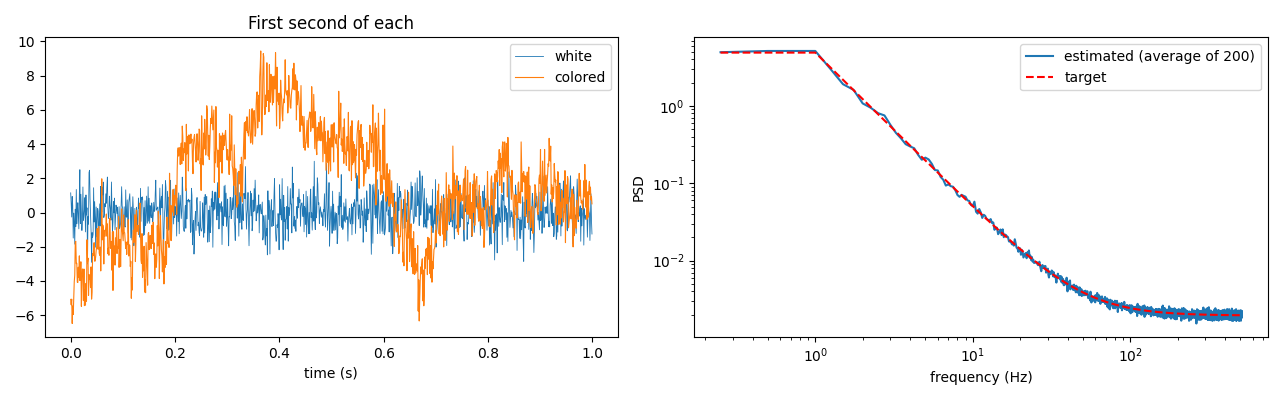 First second of each
10
8
6
4
2
0
−2
−4
−6
white
colored
0.0 0.2 0.4 0.6 0.8 1.0
time (s)
PSD
10⁰
10⁻¹
10⁻²
estimated (average of 200)
target
10⁰ 10¹ 10²
frequency (Hz)